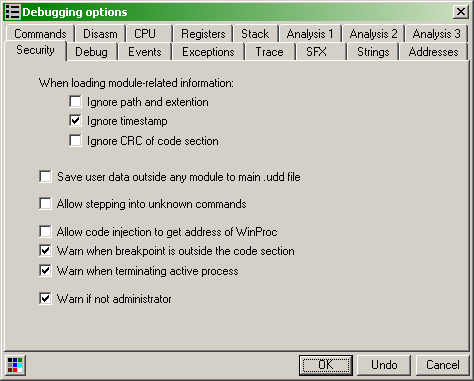 Debugging options
Commands Disasm CPU Registers Stack Analysis 1 Analysis 2 Analysis 3
Security Debug Events Exceptions Trace SFX Strings Addresses
When loading module-related information:
Ignore path and extention
Ignore timestamp
Ignore CRC of code section
Save user data outside any module to main .udd file
Allow stepping into unknown commands
Allow code injection to get address of WinProc
Warn when breakpoint is outside the code section
Warn when terminating active process
Warn if not administrator
OK Undo Cancel